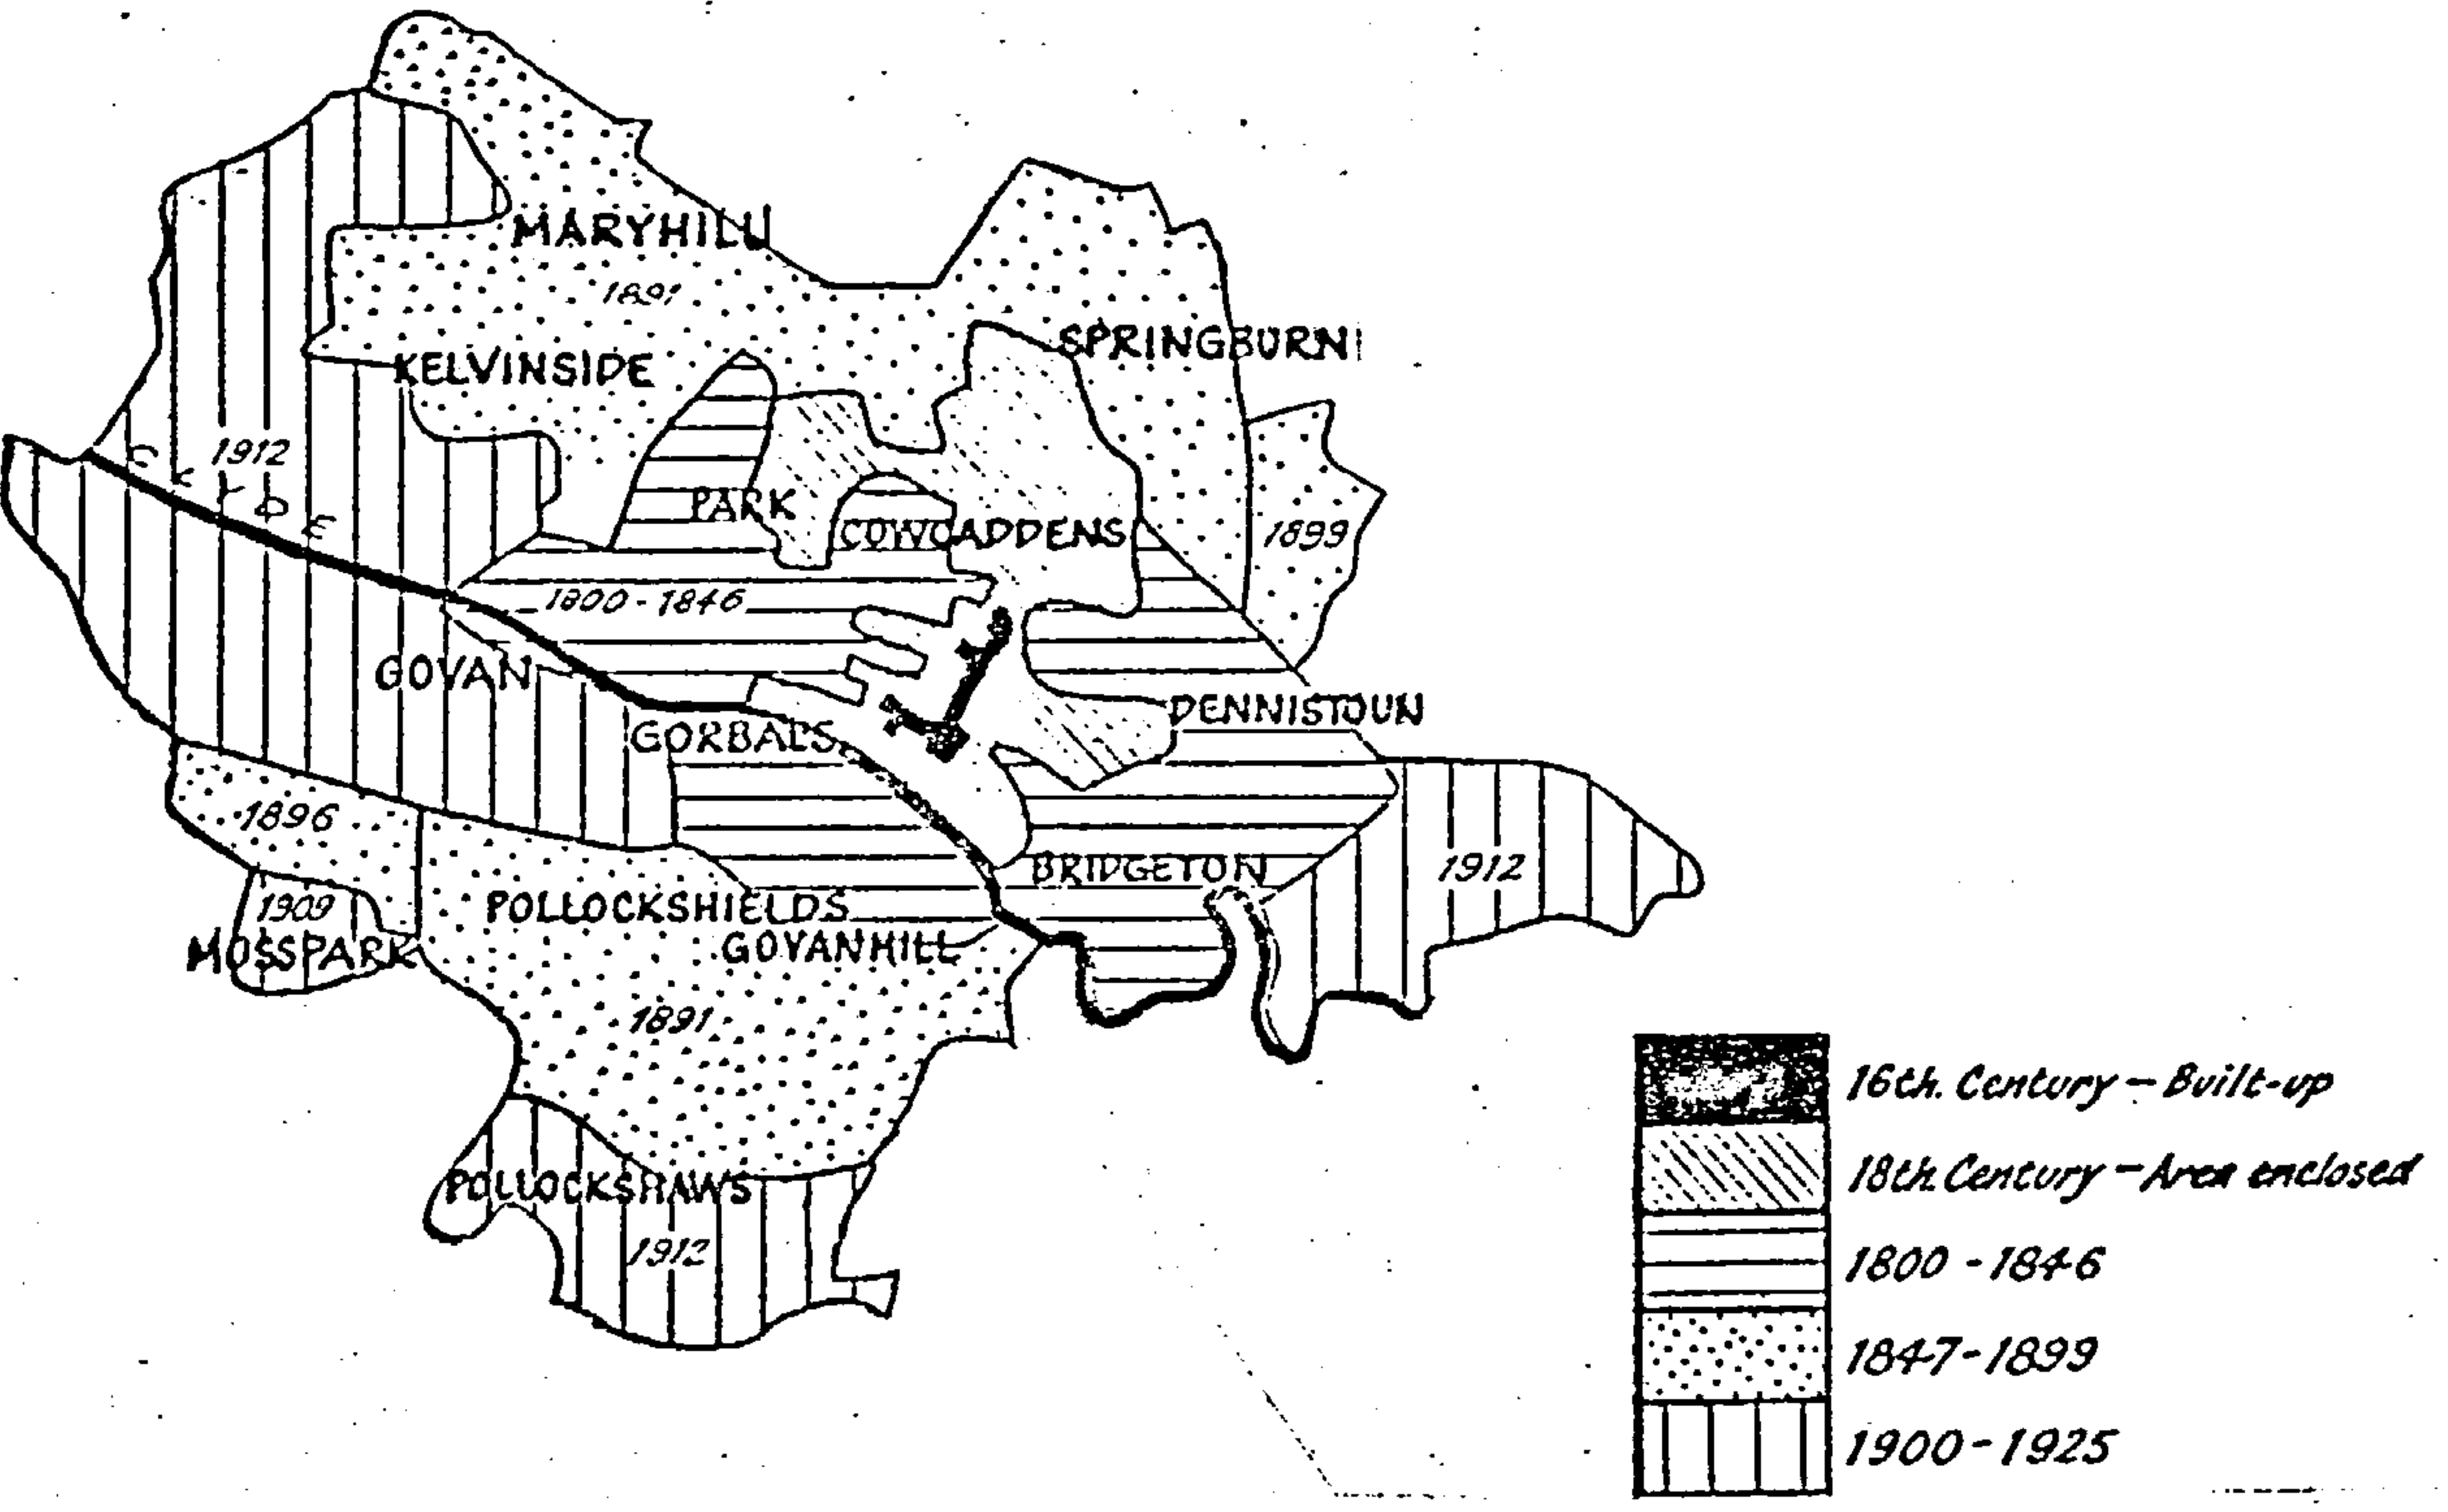 MARYHILL
1891
SPRINGBURN
KELVINSIDE
1912
CLYDE
PARK
COWCADDENS
1899
1800-1846
GOVAN
DENNISTOUN
GORBALS
1896
1912
BRIDGETON
1909
POLLOCKSHIELDS
MOSSPARK
GOVANHILL
1891
POLLOCKSHAWS
1912
16th. Century - Built-up
18th. Century - Area enclosed
1800-1846
1847-1899
1900-1925